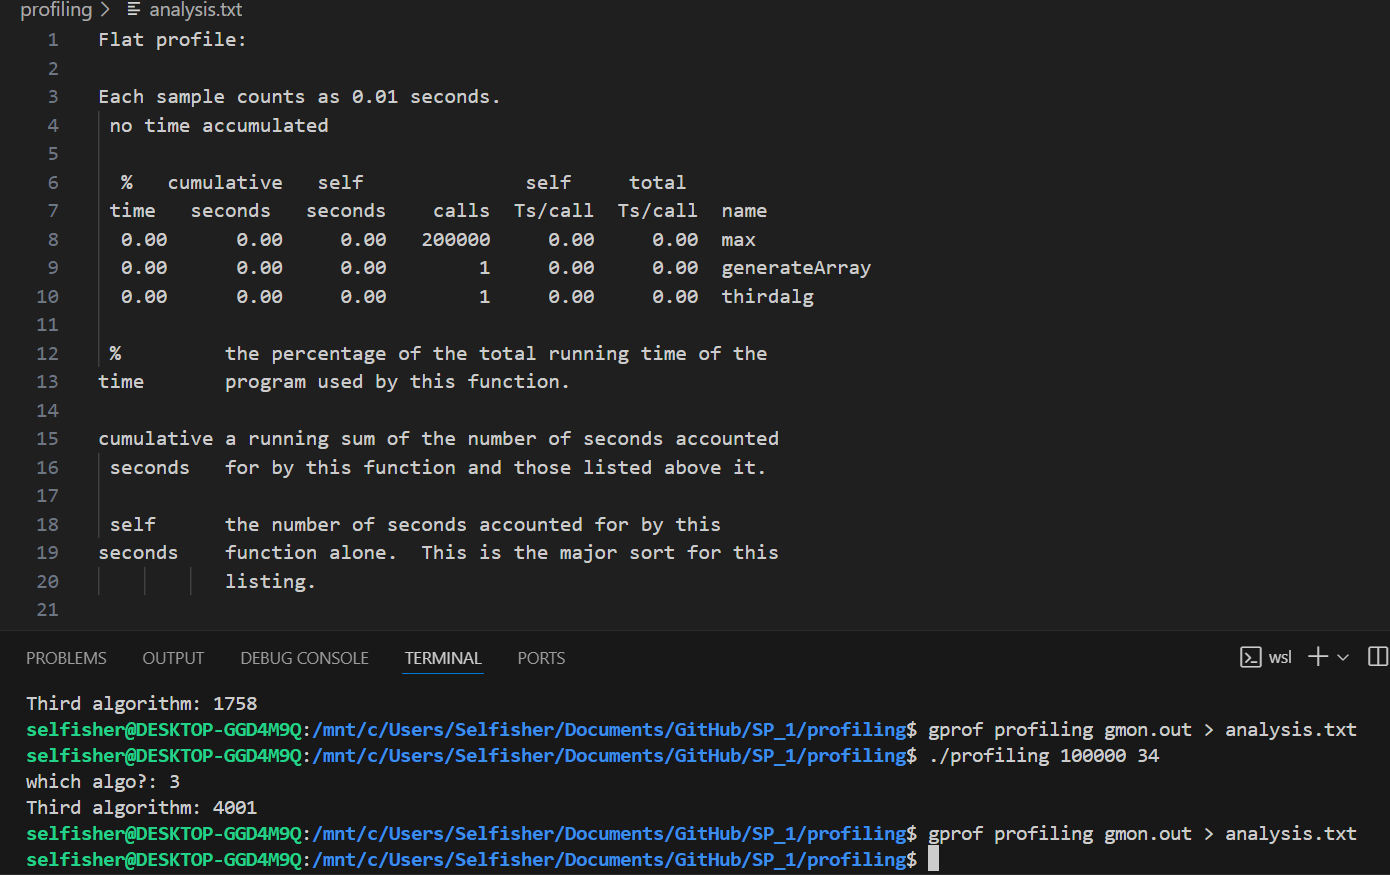 profiling > analysis.txt
1 Flat profile:
2
3 Each sample counts as 0.01 seconds.
4 no time accumulated
5
6 % cumulative self self total
7 time seconds seconds calls Ts/call Ts/call name
8 0.00 0.00 0.00 200000 0.00 0.00 max
9 0.00 0.00 0.00 1 0.00 0.00 generateArray
10 0.00 0.00 0.00 1 0.00 0.00 thirdalg
11
12 % the percentage of the total running time of the
13 time program used by this function.
14
15 cumulative a running sum of the number of seconds accounted
16 seconds for by this function and those listed above it.
17
18 self the number of seconds accounted for by this
19 seconds function alone. This is the major sort for this
20 listing.
21
PROBLEMS OUTPUT DEBUG CONSOLE TERMINAL PORTS wsl
Third algorithm: 1758
selfisher@DESKTOP-GGD4M9Q:/mnt/c/Users/Selfisher/Documents/GitHub/SP_1/profiling$ gprof profiling gmon.out > analysis.txt
selfisher@DESKTOP-GGD4M9Q:/mnt/c/Users/Selfisher/Documents/GitHub/SP_1/profiling$ ./profiling 100000 34
which algo?: 3
Third algorithm: 4001
selfisher@DESKTOP-GGD4M9Q:/mnt/c/Users/Selfisher/Documents/GitHub/SP_1/profiling$ gprof profiling gmon.out > analysis.txt
selfisher@DESKTOP-GGD4M9Q:/mnt/c/Users/Selfisher/Documents/GitHub/SP_1/profiling$